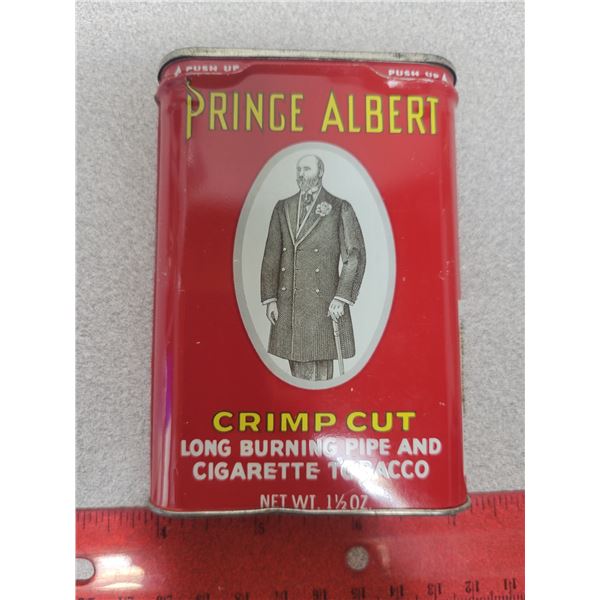 PUSH UP PUSH UP
PRINCE ALBERT
CRIMP CUT
LONG BURNING PIPE AND
CIGARETTE TOBACCO
NET WT. 1½ OZ.